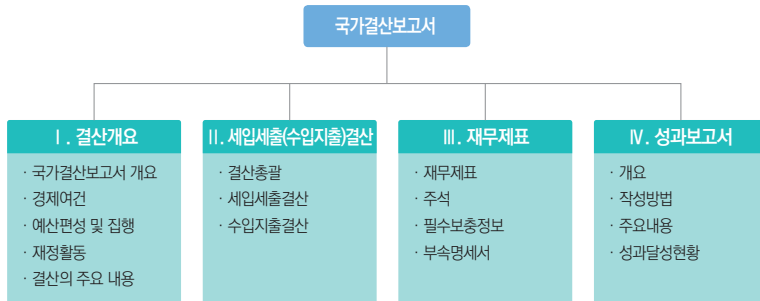 국가결산보고서
Ⅰ. 결산개요
· 국가결산보고서 개요
· 경제여건
· 예산편성 및 집행
· 재정활동
· 결산의 주요 내용
Ⅱ. 세입세출(수입지출)결산
· 결산총괄
· 세입세출결산
· 수입지출결산
Ⅲ. 재무제표
· 재무제표
· 주석
· 필수보충정보
· 부속명세서
Ⅳ. 성과보고서
· 개요
· 작성방법
· 주요내용
· 성과달성현황